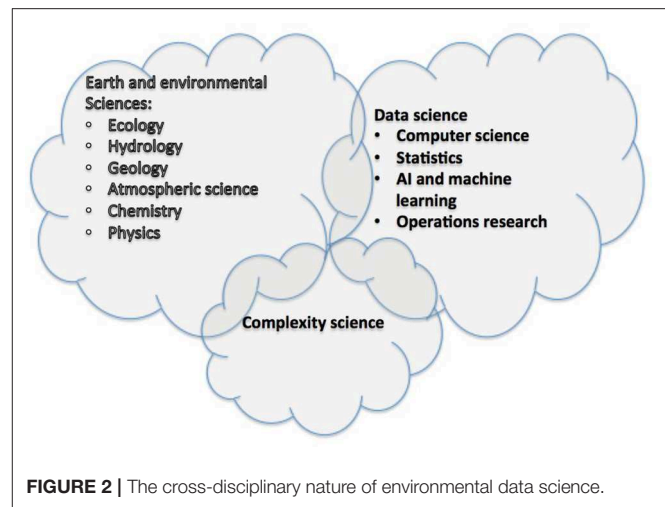 Earth and environmental
Sciences:
○ Ecology
○ Hydrology
○ Geology
○ Atmospheric science
○ Chemistry
○ Physics
Data science
• Computer science
• Statistics
• AI and machine
learning
• Operations research
Complexity science
FIGURE 2 | The cross-disciplinary nature of environmental data science.